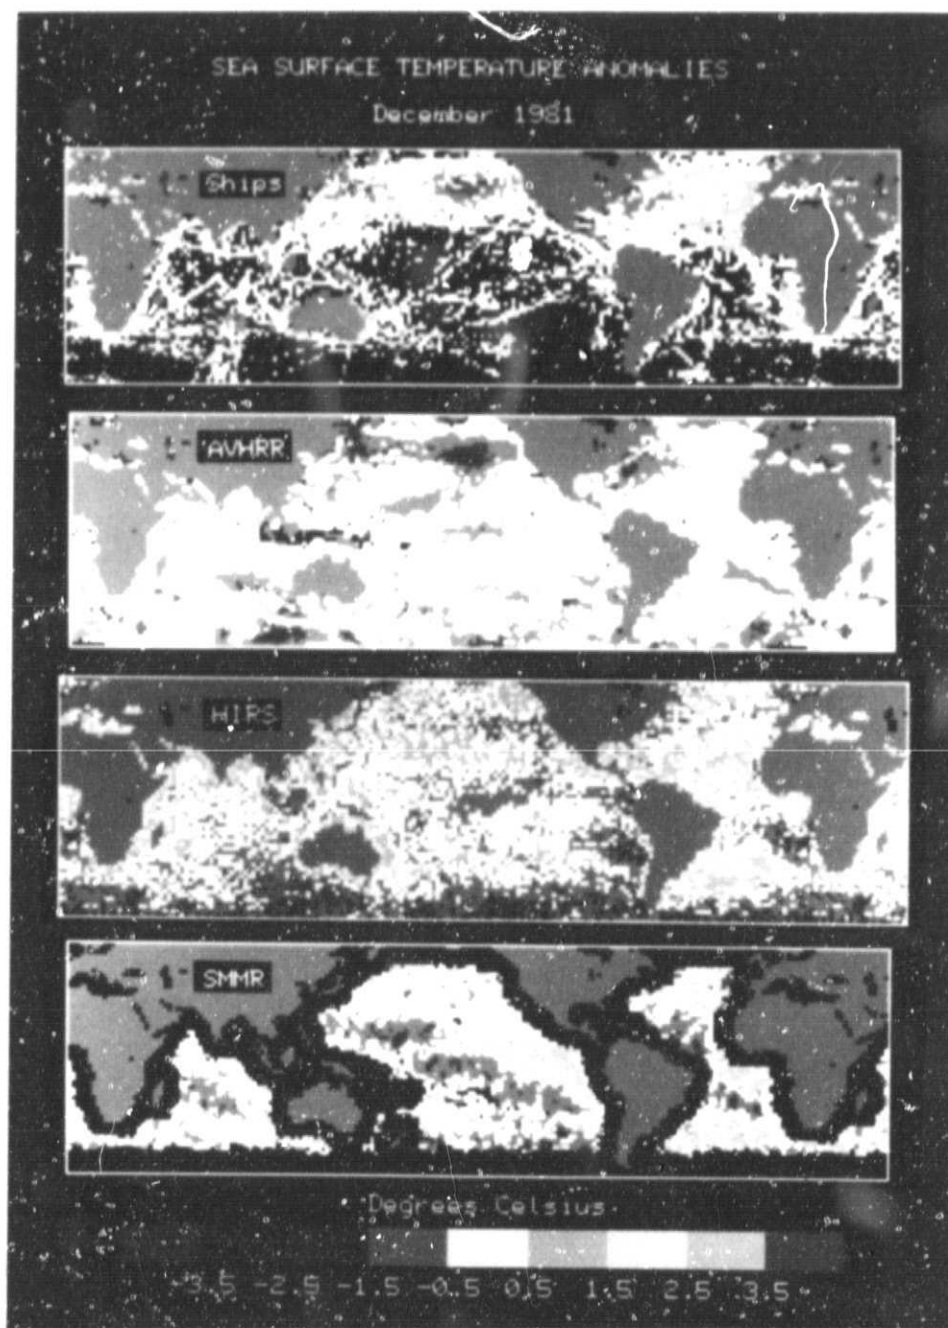 SEA SURFACE TEMPERATURE ANOMALIES
December 1981
Ships
AVHRR
HIRS
SMMR
Degrees Celsius
-3.5 -2.5 -1.5 -0.5 0.5 1.5 2.5 3.5